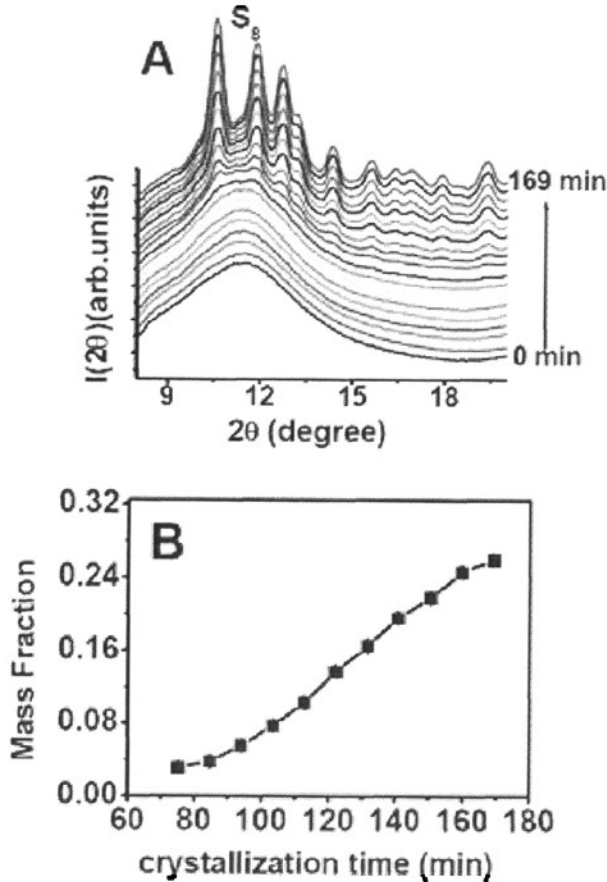 S8
A
169 min
I(2θ)(arb.units)
0 min
9 12 15 18
2θ (degree)
B
0.32
0.24
0.16
0.08
0.00
Mass Fraction
60 80 100 120 140 160 180
crystallization time (min)